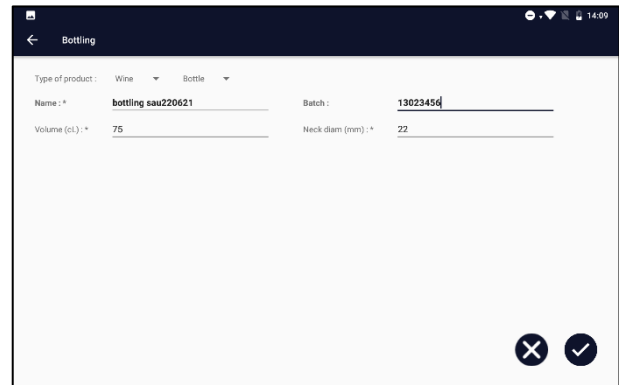 14:09
Bottling
Type of product : Wine Bottle
Name : * bottling sau220621 Batch : 13023456
Volume (cl.) : * 75 Neck diam (mm) : * 22